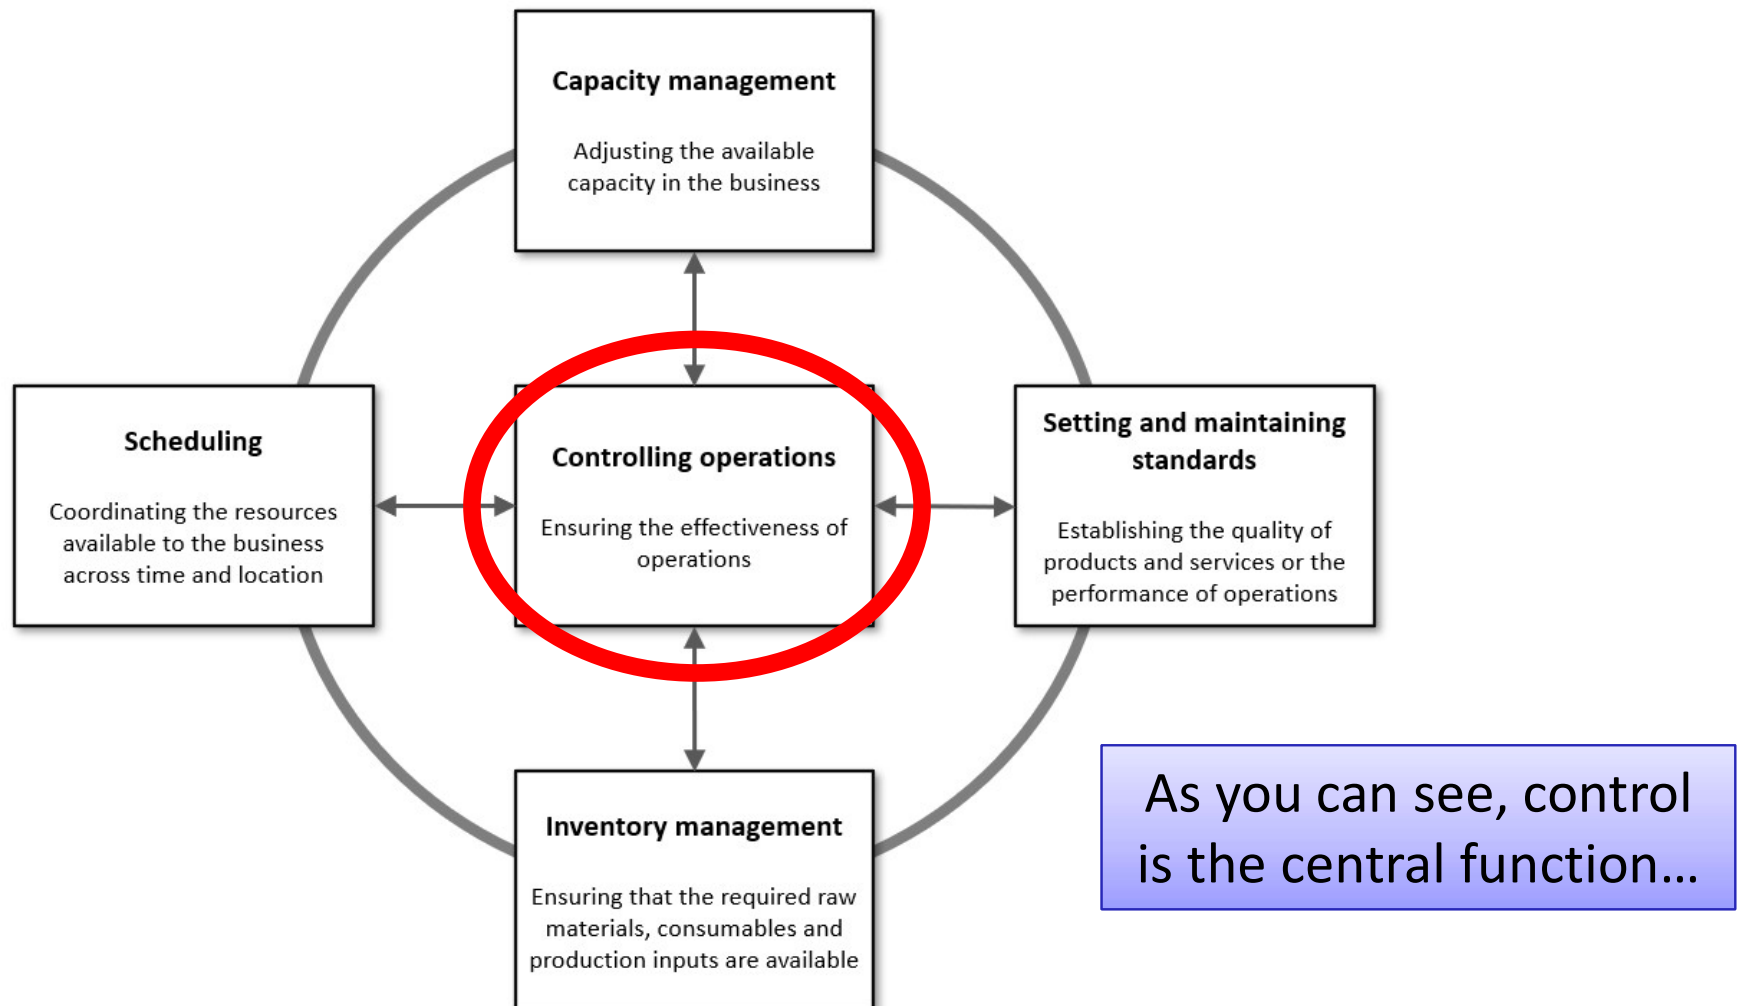 Capacity management
Adjusting the available
capacity in the business
Scheduling
Coordinating the resources
available to the business
across time and location
Controlling operations
Ensuring the effectiveness of
operations
Setting and maintaining
standards
Establishing the quality of
products and services or the
performance of operations
Inventory management
Ensuring that the required raw
materials, consumables and
production inputs are available
As you can see, control
is the central function...